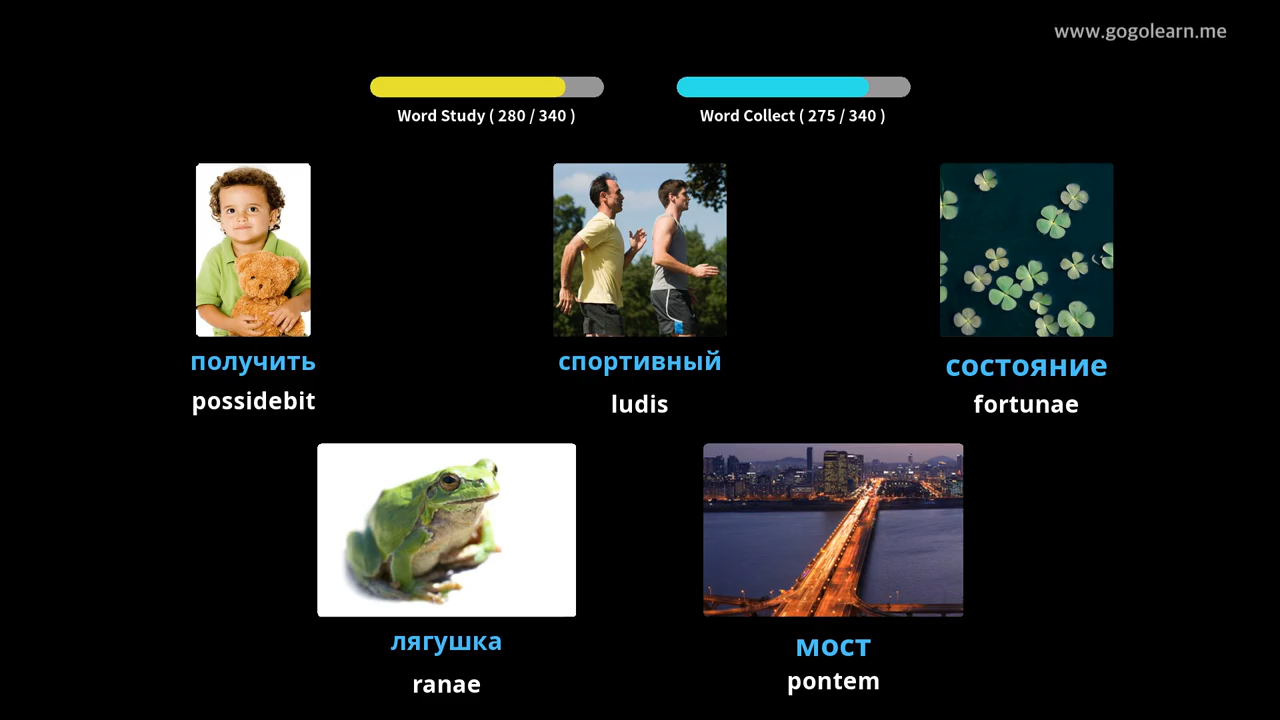 www.gogolearn.me
Word Study ( 280 / 340 )
Word Collect ( 275 / 340 )
получить
possidebit
спортивный
ludis
состояние
fortunae
лягушка
ranae
мост
pontem